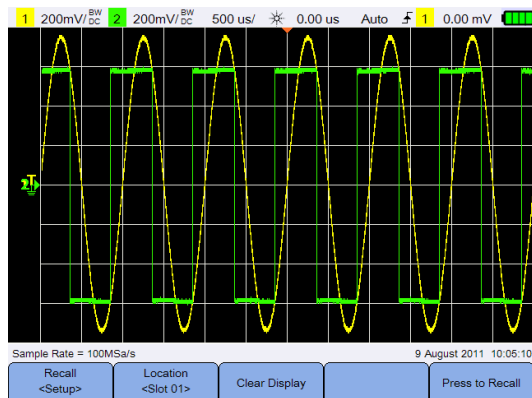 1 200mV/ BW DC 2 200mV/ BW DC 500 us/ 0.00 us Auto 1 0.00 mV
2
Sample Rate = 100MSa/s 9 August 2011 10:05:10
Recall <Setup>
Location <Slot 01>
Clear Display
Press to Recall